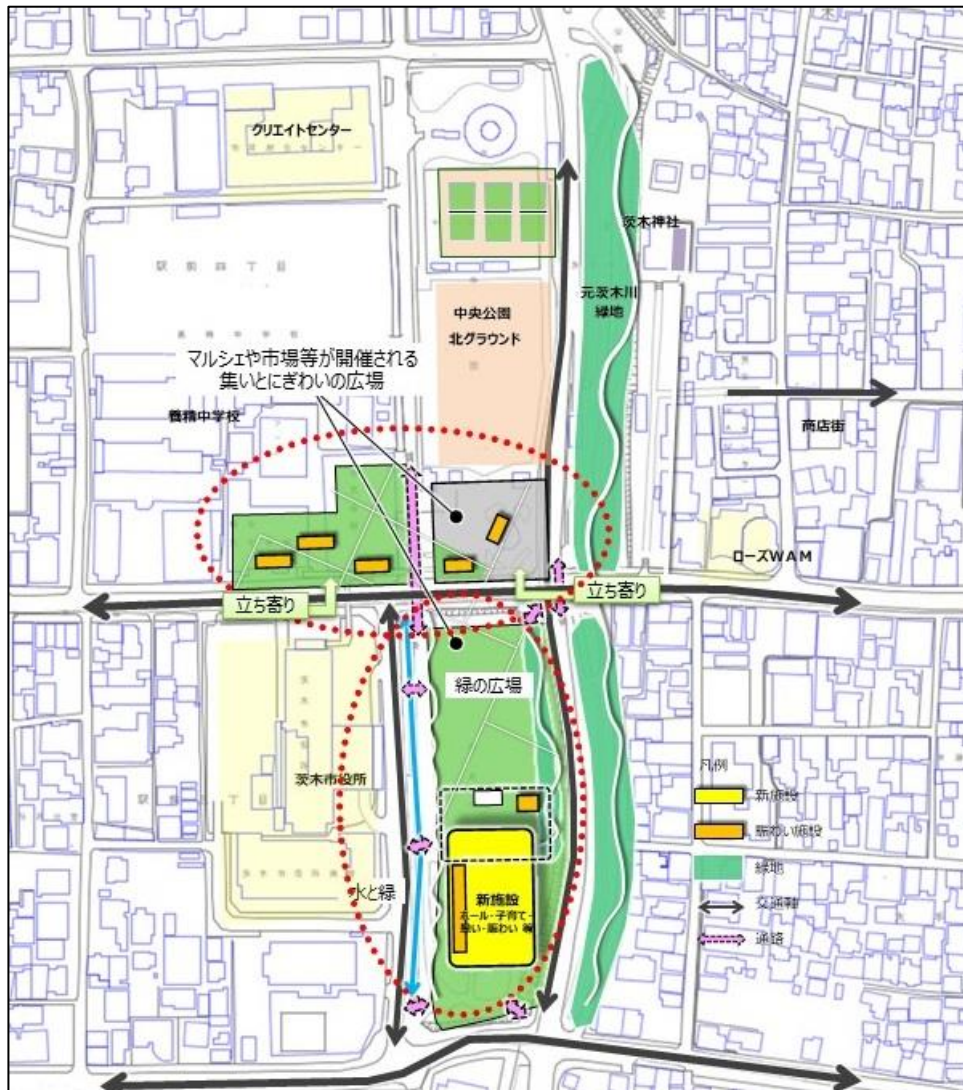 クリエイトセンター
茨木神社
元茨木川
緑地
中央公園
北グラウンド
マルシェや市場等が開催される
集いとにぎわいの広場
養精中学校
商店街
ローズWAM
立ち寄り
立ち寄り
緑の広場
茨木市役所
水と緑
新施設
ホール・子育て・
憩い・賑わい 等
凡例
新施設
賑わい施設
緑地
交通軸
通路